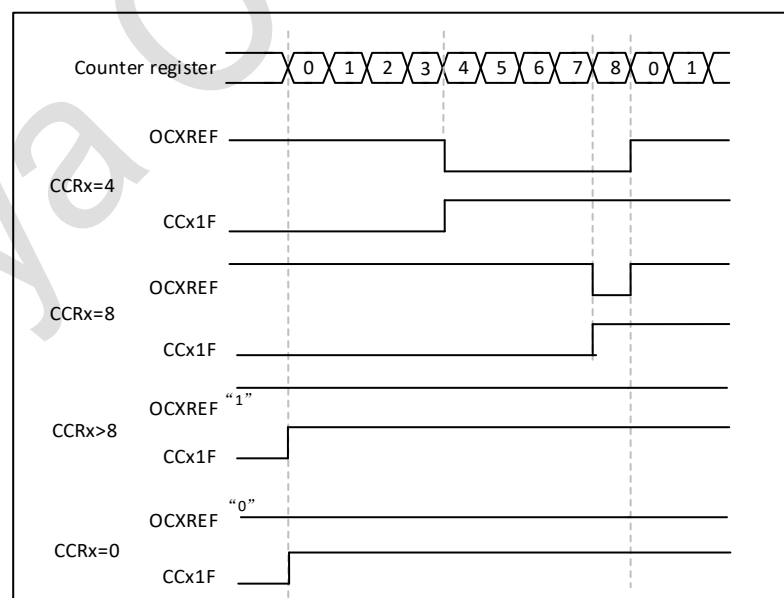 Counter register 0 1 2 3 4 5 6 7 8 0 1
OCXREF
CCRx=4
CCx1F
OCXREF
CCRx=8
CCx1F
OCXREF “1”
CCRx>8
CCx1F
OCXREF “0”
CCRx=0
CCx1F
ya